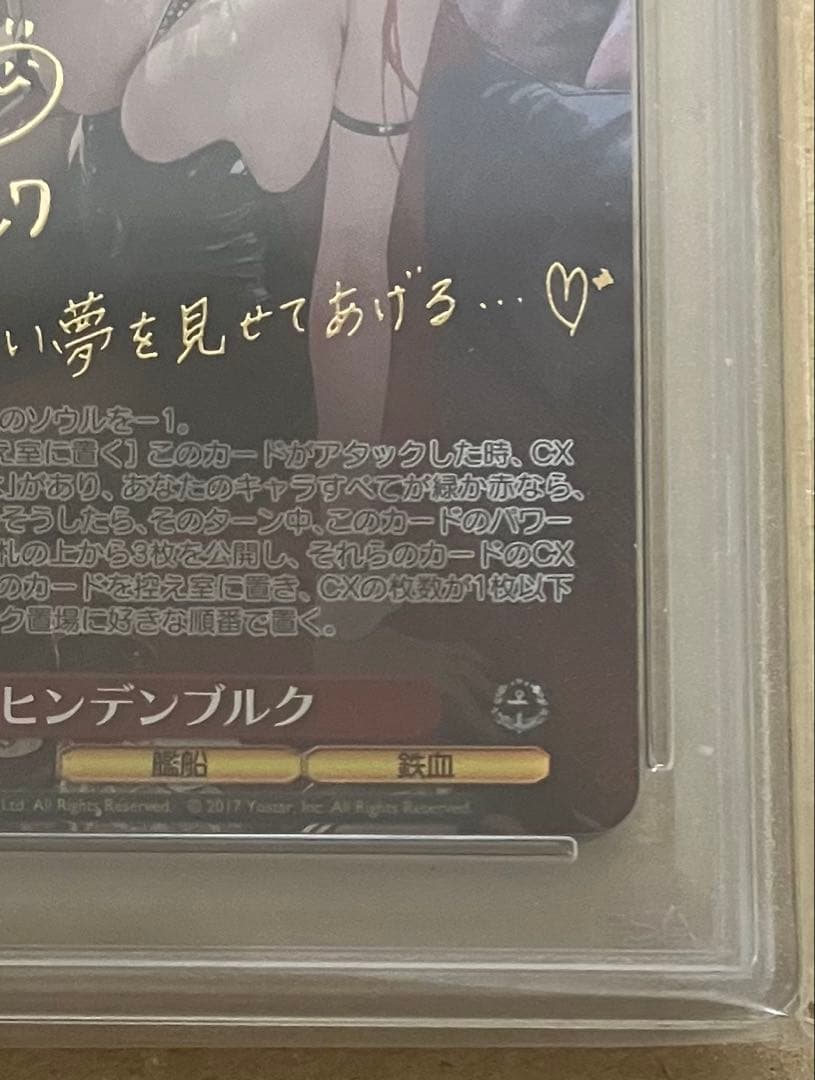 ク
い夢を見せてあげる…♡
のソウルを－1。
え室に置く］このカードがアタックした時、CX
」があり、あなたのキャラすべてが緑か赤なら、
そうしたら、そのターン中、このカードのパワー
札の上から3枚を公開し、それらのカードのCX
のカードを控え室に置き、CXの枚数が1枚以下
ク置場に好きな順番で置く。
ヒンデンブルク
艦船 鉄血
Ltd. All Rights Reserved. © 2017 Yostar, Inc. All Rights Reserved.